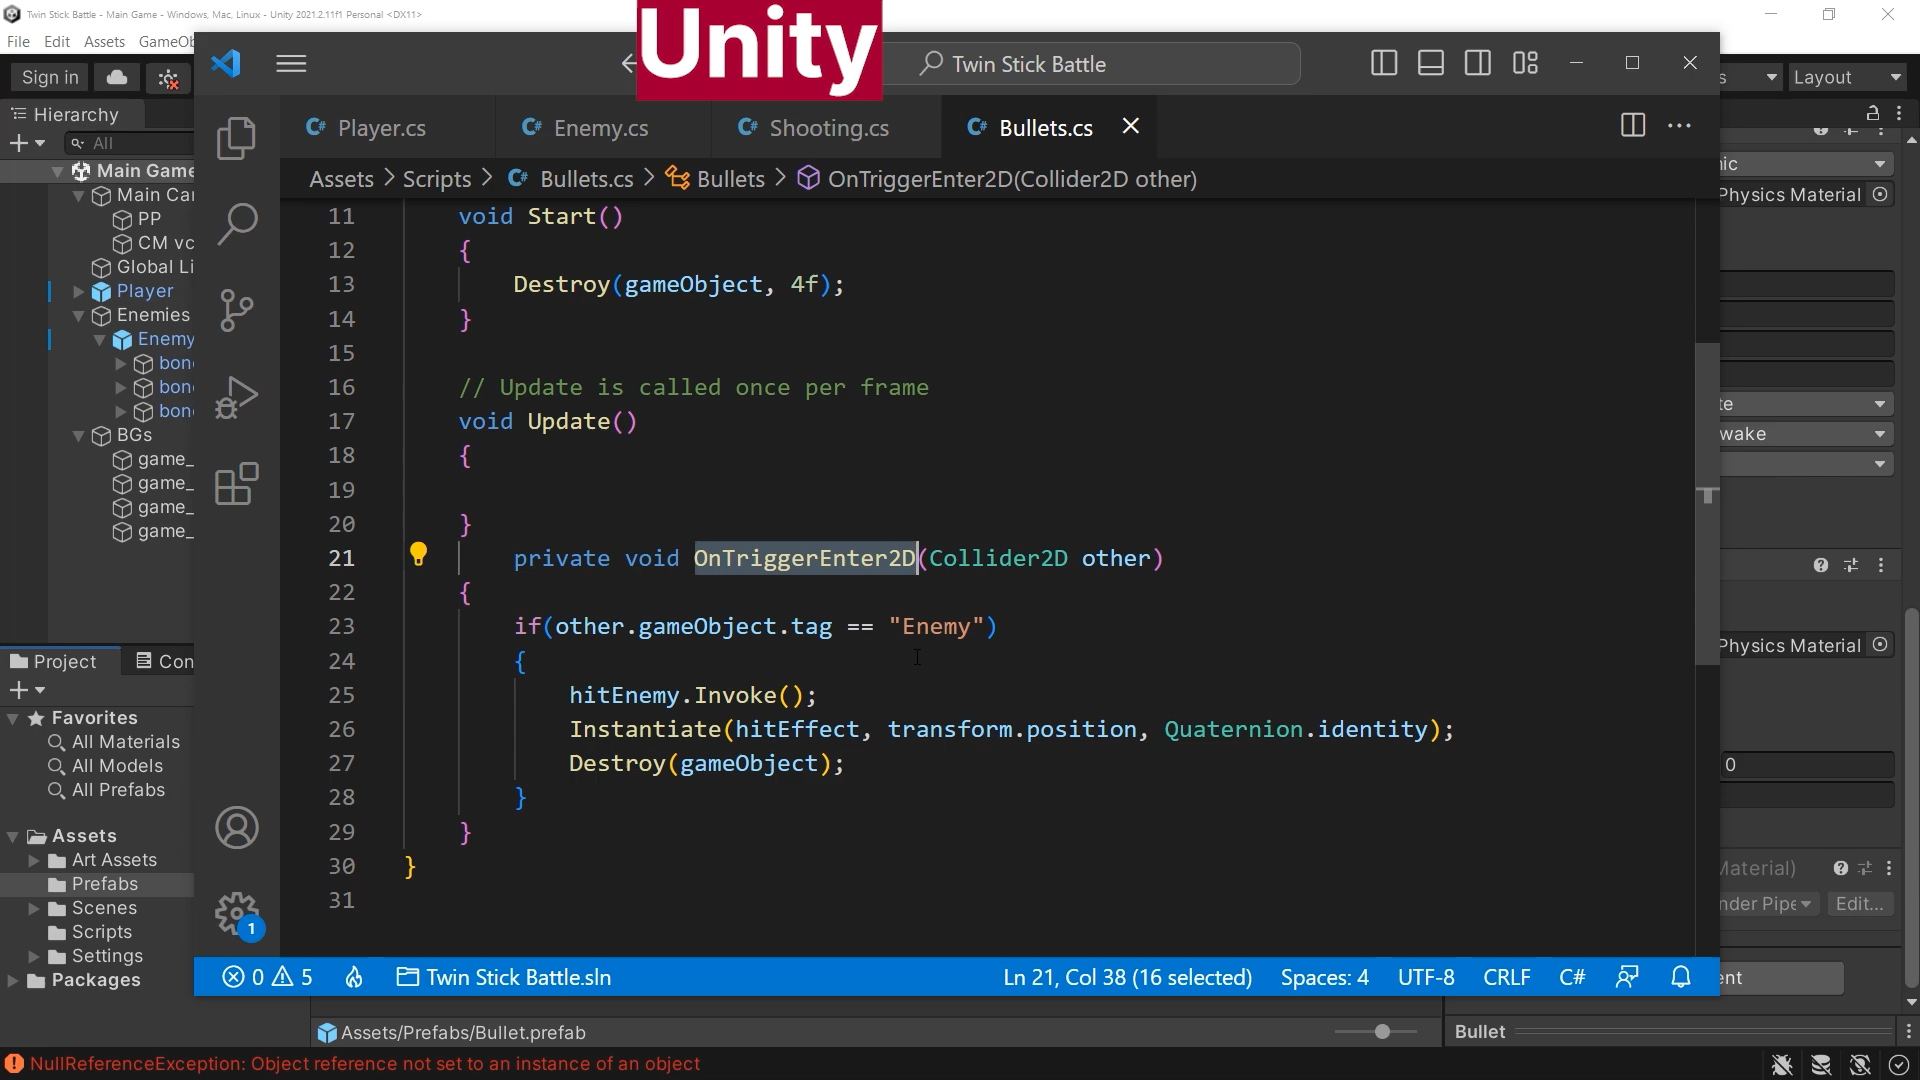 Twin Stick Battle - Main Game - Windows, Mac, Linux - Unity 2021.2.11f1 Personal <DX11>
File Edit Assets GameOb
Unity
Twin Stick Battle
Sign in
s Layout
Hierarchy
All
Main Game
Main Ca
PP
CM vc
Global Li
Player
Enemies
Enemy
bon
bon
bon
BGs
game_
game_
game_
game_
Project
Con
Favorites
All Materials
All Models
All Prefabs
Assets
Art Assets
Prefabs
Scenes
Scripts
Settings
Packages
C# Player.cs C# Enemy.cs C# Shooting.cs C# Bullets.cs
Assets > Scripts > C# Bullets.cs > Bullets > OnTriggerEnter2D(Collider2D other)
11 void Start()
12 {
13 Destroy(gameObject, 4f);
14 }
15
16 // Update is called once per frame
17 void Update()
18 {
19
20 }
21 private void OnTriggerEnter2D(Collider2D other)
22 {
23 if(other.gameObject.tag == "Enemy")
24 {
25 hitEnemy.Invoke();
26 Instantiate(hitEffect, transform.position, Quaternion.identity);
27 Destroy(gameObject);
28 }
29 }
30 }
31
1
0 5 Twin Stick Battle.sln Ln 21, Col 38 (16 selected) Spaces: 4 UTF-8 CRLF C#
ic
Physics Material
te
wake
Physics Material
0
Material)
nder Pipe Edit...
ent
Assets/Prefabs/Bullet.prefab
Bullet
NullReferenceException: Object reference not set to an instance of an object